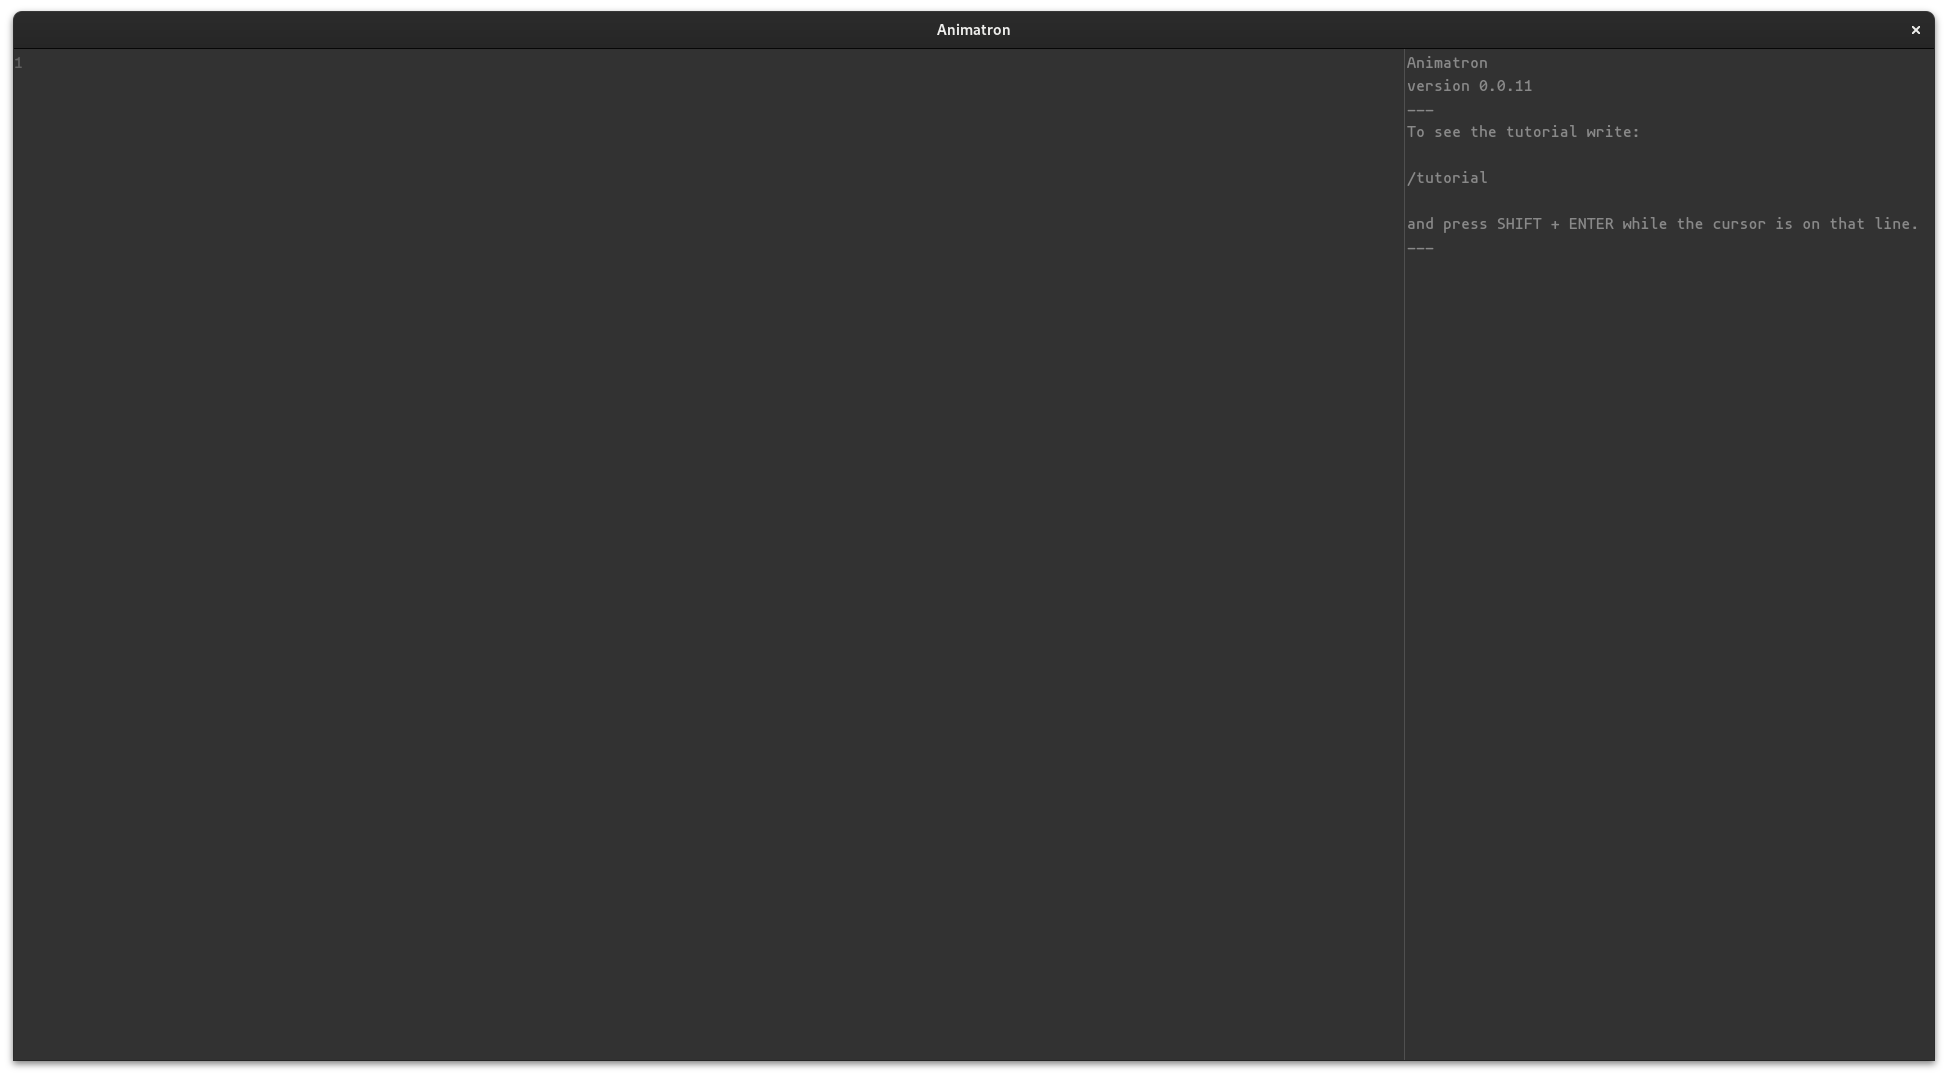 Animatron
×
1
Animatron
version 0.0.11
---
To see the tutorial write:
/tutorial
and press SHIFT + ENTER while the cursor is on that line.
---